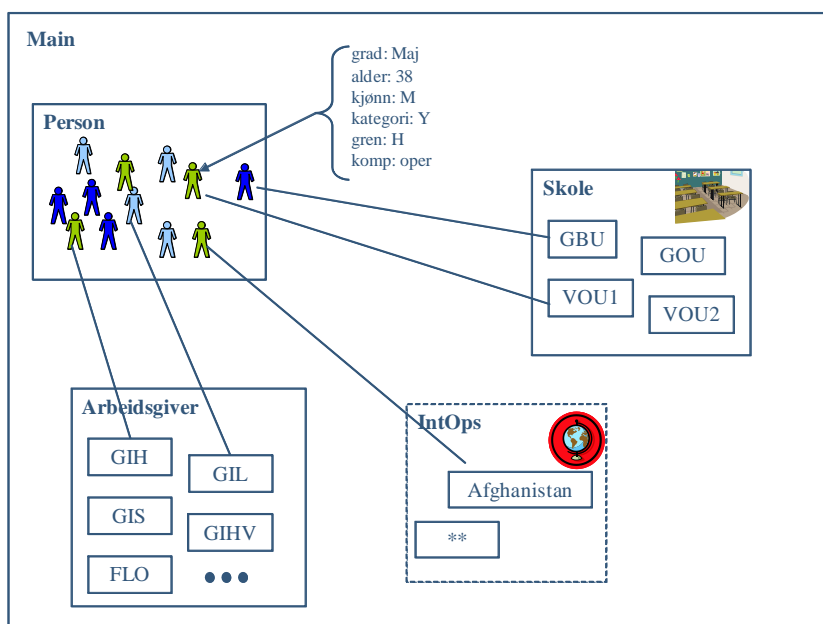 Main
grad: Maj
alder: 38
kjønn: M
kategori: Y
gren: H
komp: oper
Person
Skole
GBU
GOU
VOU1
VOU2
Arbeidsgiver
GIH
GIL
GIS
GIHV
FLO
IntOps
Afghanistan
**